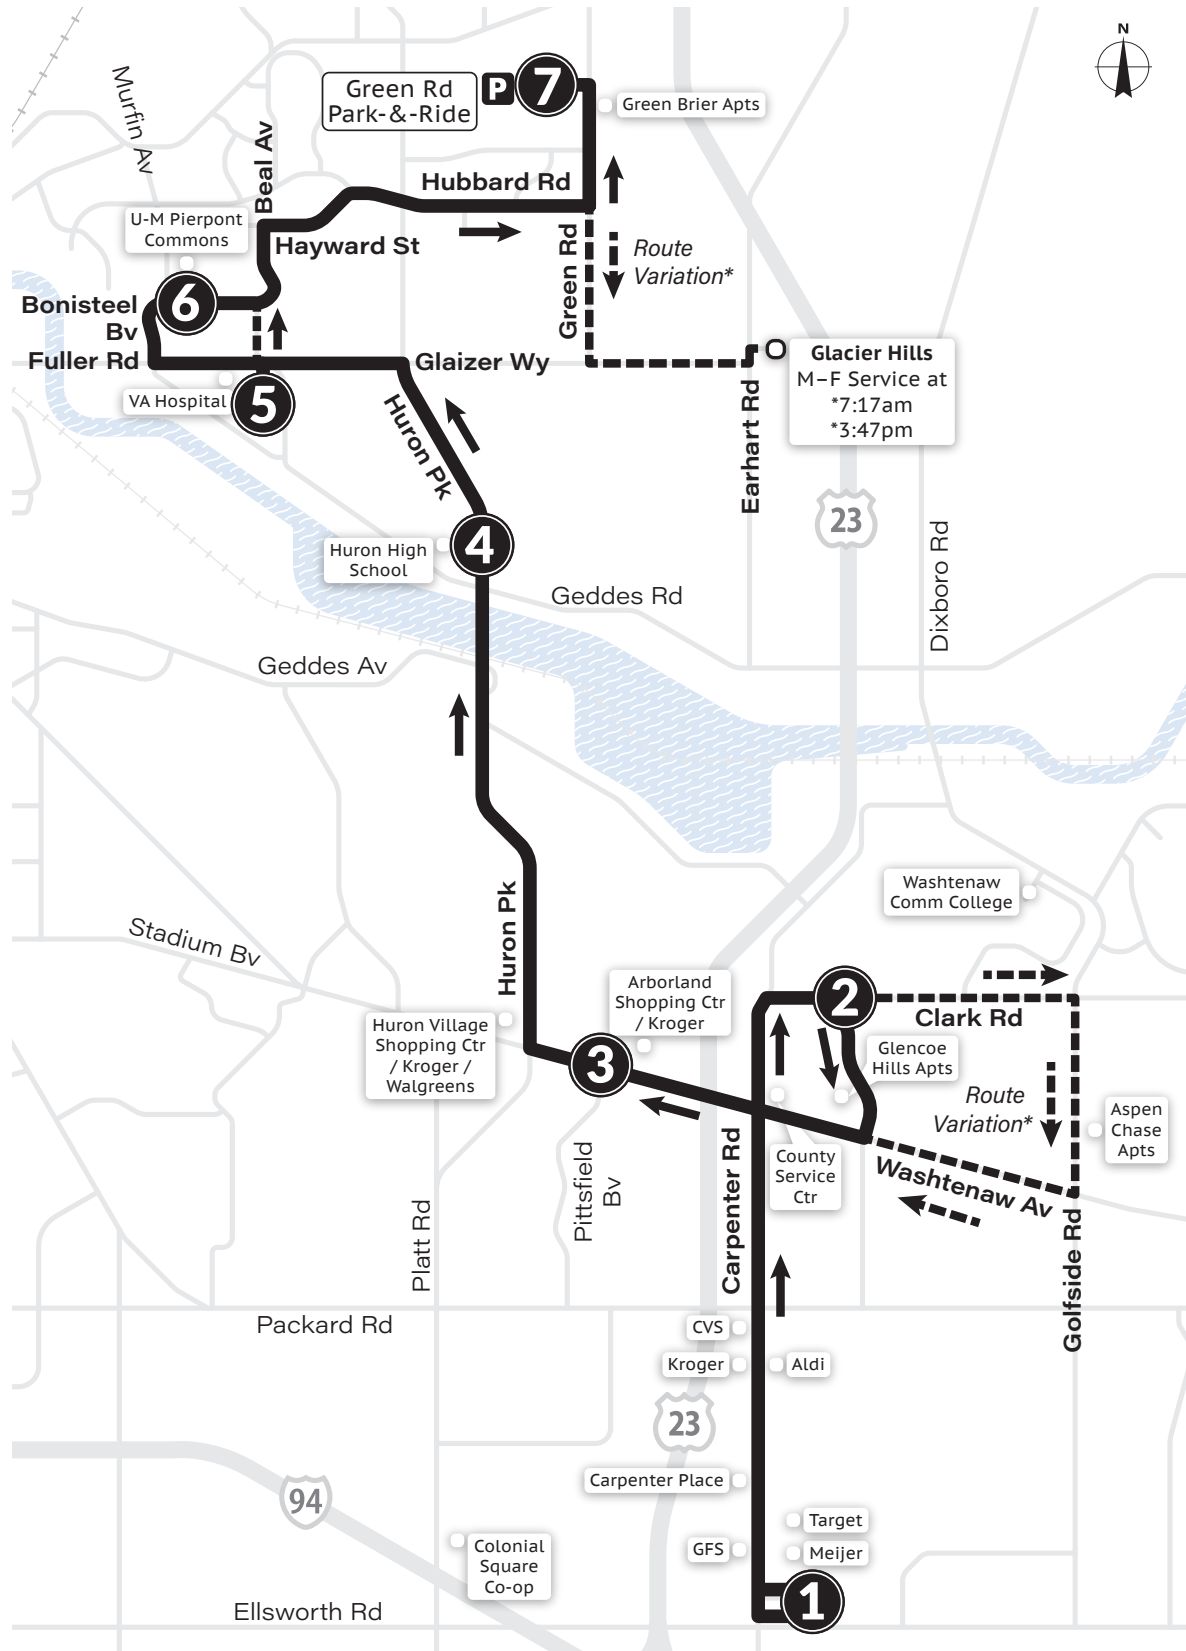 N
Murfin Av
Green Rd
Park-&-Ride
P
7
Green Brier Apts
Beal Av
Hubbard Rd
U-M Pierpont
Commons
Hayward St
Green Rd
Route
Variation*
6
Bonisteel
Bv
Fuller Rd
Glaizer Wy
Glacier Hills
M–F Service at
*7:17am
*3:47pm
VA Hospital
5
Huron Pk
Earhart Rd
23
4
Huron High
School
Dixboro Rd
Geddes Rd
Geddes Av
Washtenaw
Comm College
Huron Pk
Stadium Bv
Arborland
Shopping Ctr
/ Kroger
2
Clark Rd
Huron Village
Shopping Ctr
/ Kroger /
Walgreens
3
Glencoe
Hills Apts
Route
Variation*
Aspen
Chase
Apts
Carpenter Rd
County
Service
Ctr
Washtenaw Av
Pittsfield
Bv
Platt Rd
Golfside Rd
Packard Rd
CVS
Kroger
Aldi
23
Carpenter Place
94
Target
GFS
Meijer
Colonial
Square
Co-op
1
Ellsworth Rd